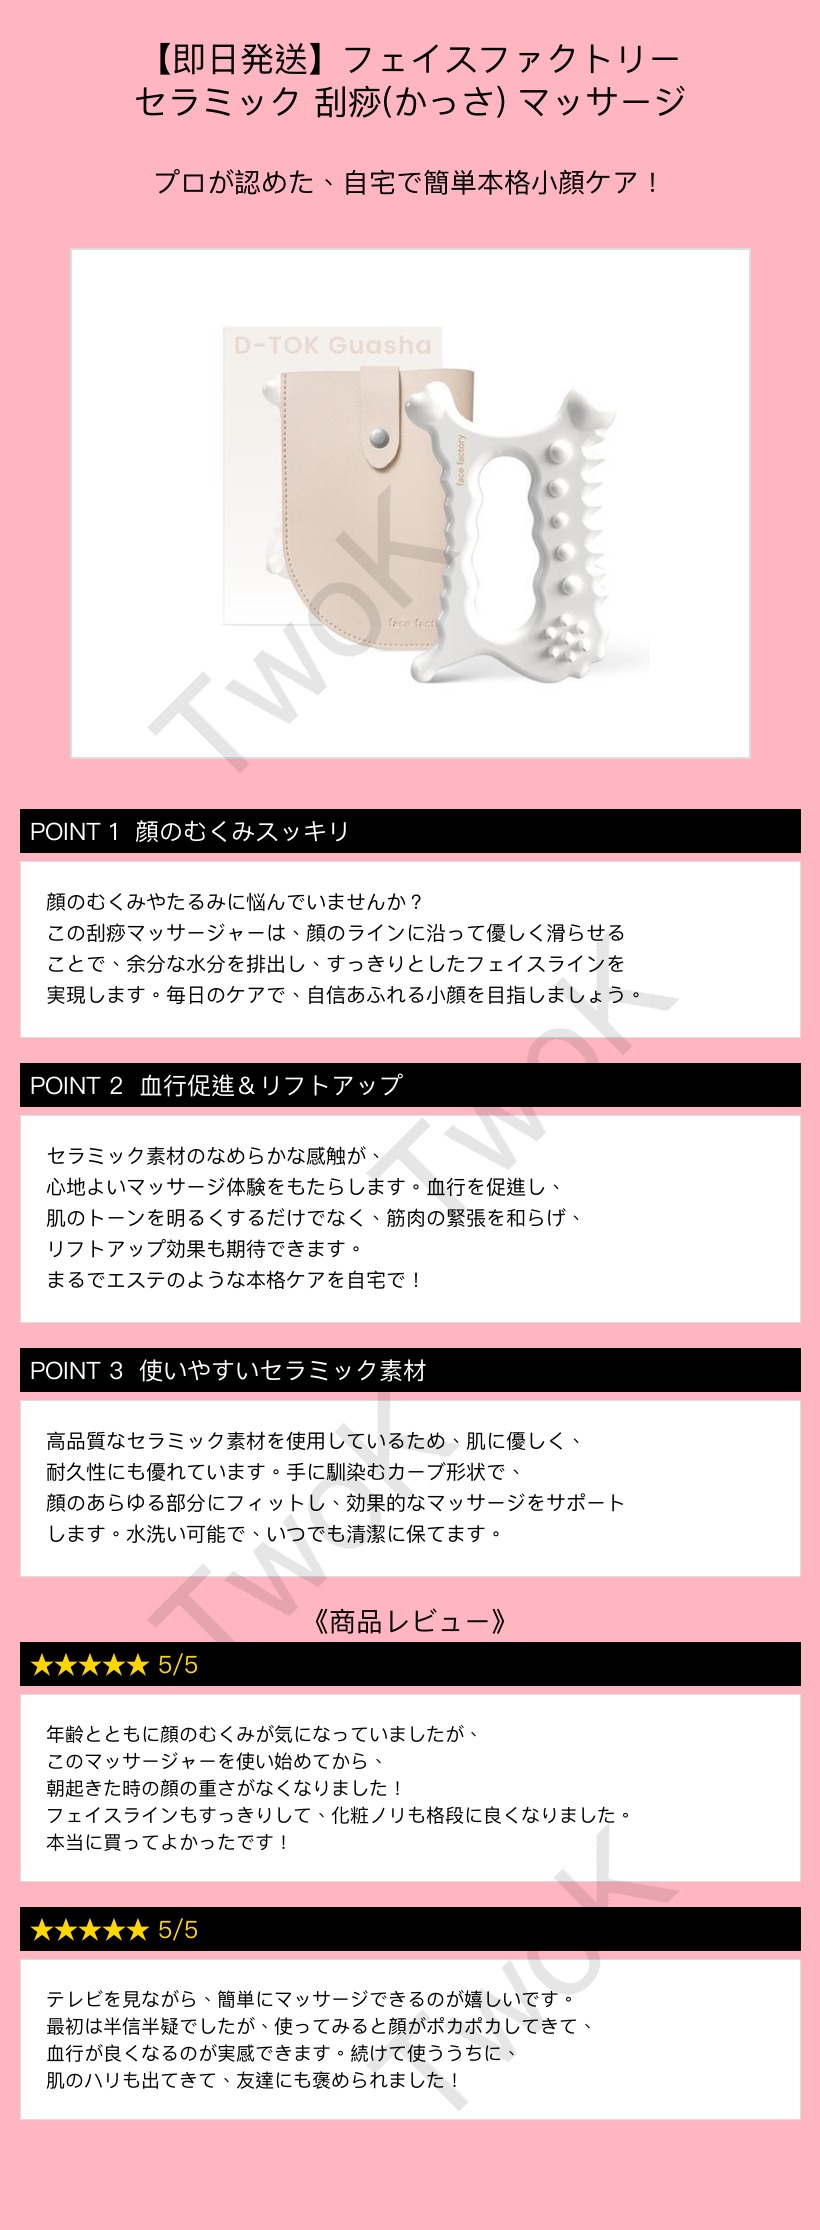 【即日発送】フェイスファクトリー
セラミック 刮痧(かっさ) マッサージ
プロが認めた、自宅で簡単本格小顔ケア！
D-TOK Guasha
face factory
face fact
TwoK
POINT 1 顔のむくみスッキリ
顔のむくみやたるみに悩んでいませんか？
この刮痧マッサージャーは、顔のラインに沿って優しく滑らせる
ことで、余分な水分を排出し、すっきりとしたフェイスラインを
実現します。毎日のケアで、自信あふれる小顔を目指しましょう。
TwoK
POINT 2 血行促進＆リフトアップ
セラミック素材のなめらかな感触が、
心地よいマッサージ体験をもたらします。血行を促進し、
肌のトーンを明るくするだけでなく、筋肉の緊張を和らげ、
リフトアップ効果も期待できます。
まるでエステのような本格ケアを自宅で！
POINT 3 使いやすいセラミック素材
高品質なセラミック素材を使用しているため、肌に優しく、
耐久性にも優れています。手に馴染むカーブ形状で、
顔のあらゆる部分にフィットし、効果的なマッサージをサポート
します。水洗い可能で、いつでも清潔に保てます。
TwoK
《商品レビュー》
★★★★★ 5/5
年齢とともに顔のむくみが気になっていましたが、
このマッサージャーを使い始めてから、
朝起きた時の顔の重さがなくなりました！
フェイスラインもすっきりして、化粧ノリも格段に良くなりました。
本当に買ってよかったです！
TwoK
★★★★★ 5/5
テレビを見ながら、簡単にマッサージできるのが嬉しいです。
最初は半信半疑でしたが、使ってみると顔がポカポカしてきて、
血行が良くなるのが実感できます。続けて使ううちに、
肌のハリも出てきて、友達にも褒められました！